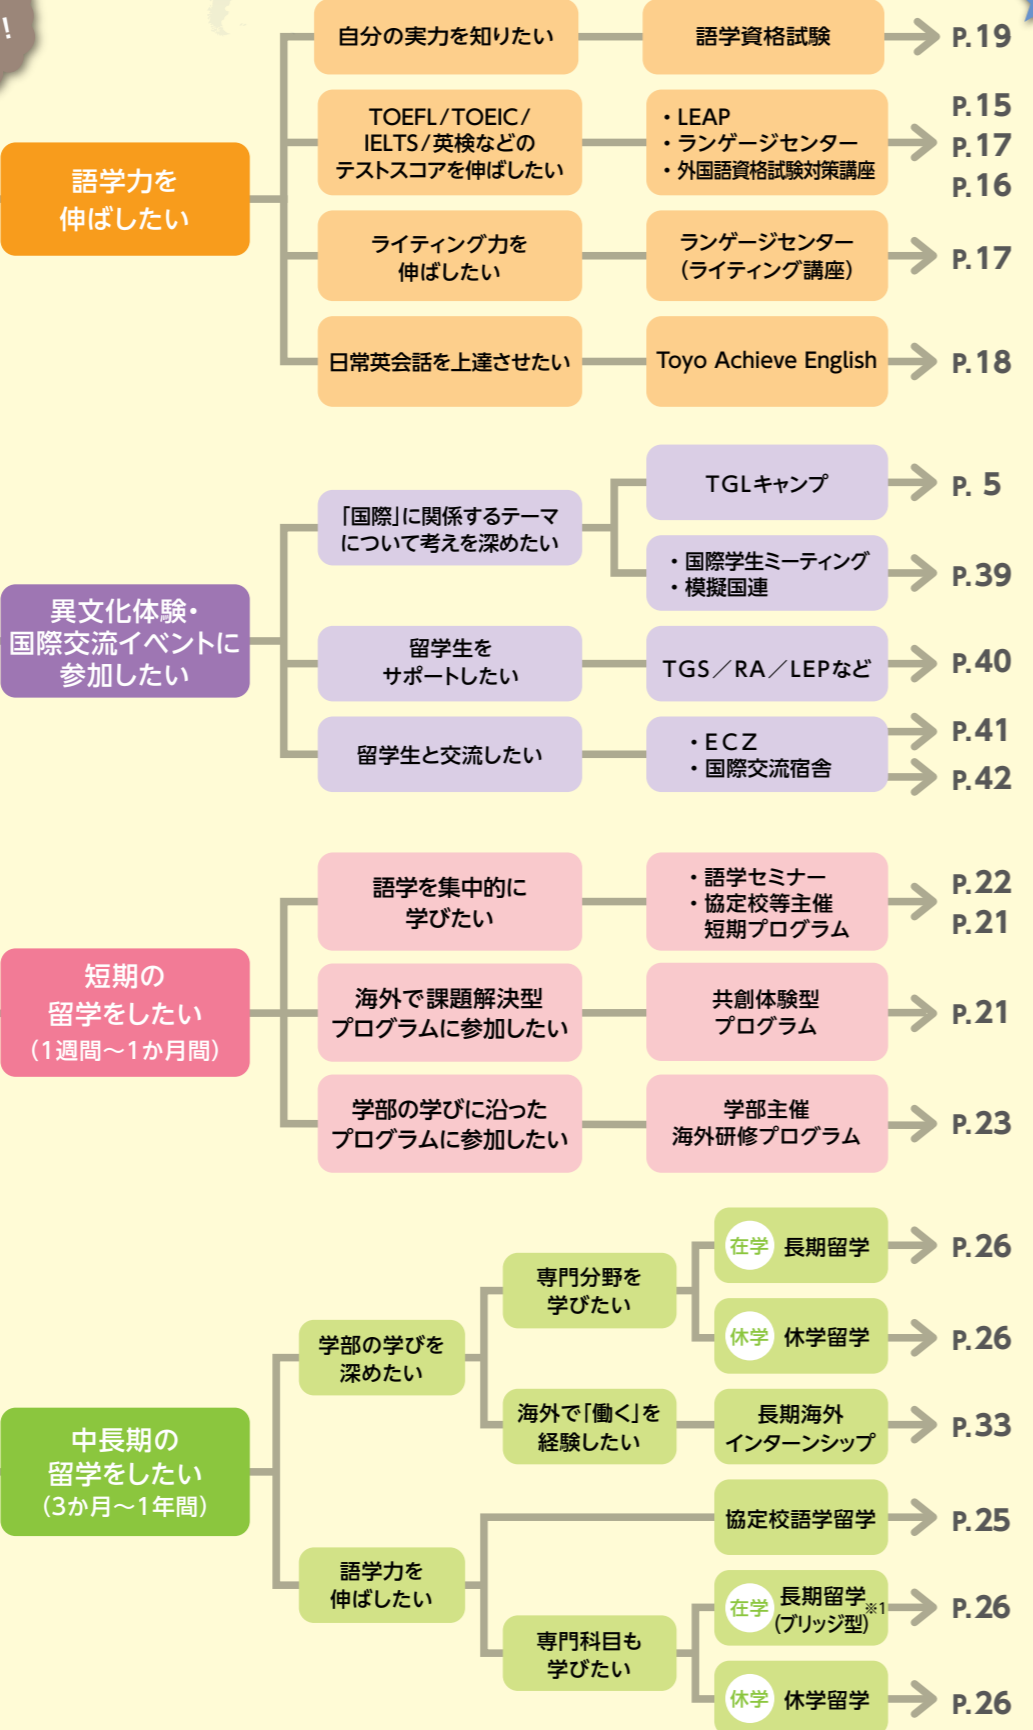 !
語学力を
伸ばしたい
自分の実力を知りたい
語学資格試験
P.19
TOEFL/TOEIC/
IELTS/英検などの
テストスコアを伸ばしたい
・LEAP
・ランゲージセンター
・外国語資格試験対策講座
P.15
P.17
P.16
ライティング力を
伸ばしたい
ランゲージセンター
(ライティング講座)
P.17
日常英会話を上達させたい
Toyo Achieve English
P.18
異文化体験・
国際交流イベントに
参加したい
「国際」に関係するテーマ
について考えを深めたい
TGLキャンプ
P. 5
・国際学生ミーティング
・模擬国連
P.39
留学生を
サポートしたい
TGS／RA／LEPなど
P.40
留学生と交流したい
・ECZ
・国際交流宿舎
P.41
P.42
短期の
留学をしたい
（1週間～1か月間）
語学を集中的に
学びたい
・語学セミナー
・協定校等主催
短期プログラム
P.22
P.21
海外で課題解決型
プログラムに参加したい
共創体験型
プログラム
P.21
学部の学びに沿った
プログラムに参加したい
学部主催
海外研修プログラム
P.23
中長期の
留学をしたい
（3か月～1年間）
学部の学びを
深めたい
専門分野を
学びたい
在学 長期留学
P.26
休学 休学留学
P.26
海外で「働く」を
経験したい
長期海外
インターンシップ
P.33
語学力を
伸ばしたい
協定校語学留学
P.25
専門科目も
学びたい
在学 長期留学
(ブリッジ型)※1
P.26
休学 休学留学
P.26